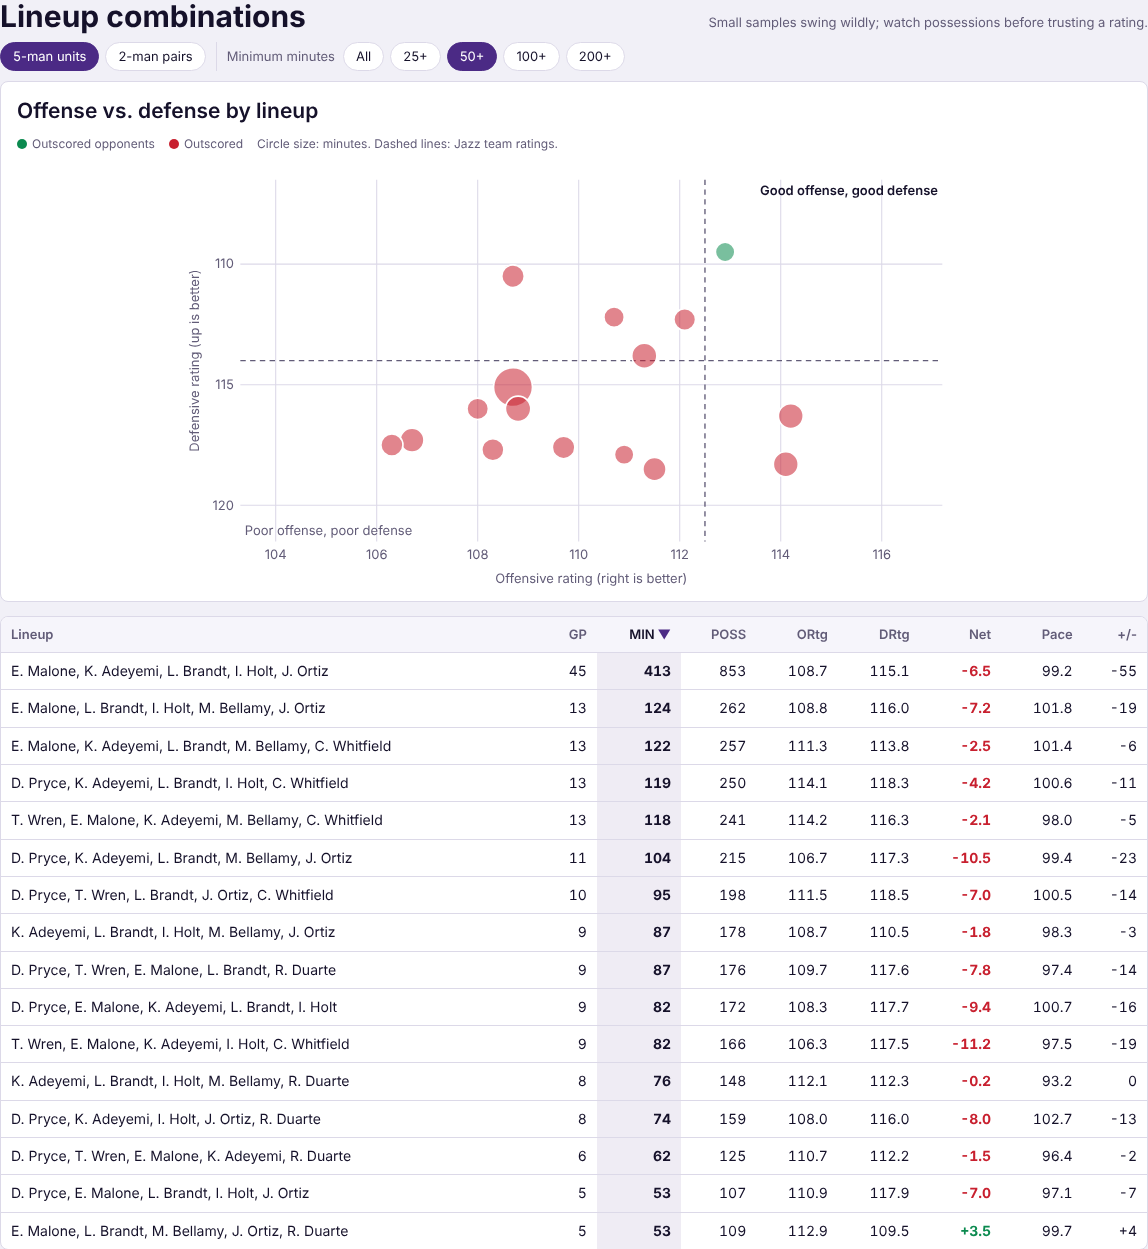 Lineup combinations
Small samples swing wildly; watch possessions before trusting a rating.
5-man units 2-man pairs Minimum minutes All 25+ 50+ 100+ 200+
Offense vs. defense by lineup
Outscored opponents Outscored Circle size: minutes. Dashed lines: Jazz team ratings.
Good offense, good defense
110
115
120
Defensive rating (up is better)
Poor offense, poor defense
104 106 108 110 112 114 116
Offensive rating (right is better)
Lineup GP MIN ▼ POSS ORtg DRtg Net Pace +/-
E. Malone, K. Adeyemi, L. Brandt, I. Holt, J. Ortiz 45 413 853 108.7 115.1 -6.5 99.2 -55
E. Malone, L. Brandt, I. Holt, M. Bellamy, J. Ortiz 13 124 262 108.8 116.0 -7.2 101.8 -19
E. Malone, K. Adeyemi, L. Brandt, M. Bellamy, C. Whitfield 13 122 257 111.3 113.8 -2.5 101.4 -6
D. Pryce, K. Adeyemi, L. Brandt, I. Holt, C. Whitfield 13 119 250 114.1 118.3 -4.2 100.6 -11
T. Wren, E. Malone, K. Adeyemi, M. Bellamy, C. Whitfield 13 118 241 114.2 116.3 -2.1 98.0 -5
D. Pryce, K. Adeyemi, L. Brandt, M. Bellamy, J. Ortiz 11 104 215 106.7 117.3 -10.5 99.4 -23
D. Pryce, T. Wren, L. Brandt, J. Ortiz, C. Whitfield 10 95 198 111.5 118.5 -7.0 100.5 -14
K. Adeyemi, L. Brandt, I. Holt, M. Bellamy, J. Ortiz 9 87 178 108.7 110.5 -1.8 98.3 -3
D. Pryce, T. Wren, E. Malone, L. Brandt, R. Duarte 9 87 176 109.7 117.6 -7.8 97.4 -14
D. Pryce, E. Malone, K. Adeyemi, L. Brandt, I. Holt 9 82 172 108.3 117.7 -9.4 100.7 -16
T. Wren, E. Malone, K. Adeyemi, I. Holt, C. Whitfield 9 82 166 106.3 117.5 -11.2 97.5 -19
K. Adeyemi, L. Brandt, I. Holt, M. Bellamy, R. Duarte 8 76 148 112.1 112.3 -0.2 93.2 0
D. Pryce, K. Adeyemi, I. Holt, J. Ortiz, R. Duarte 8 74 159 108.0 116.0 -8.0 102.7 -13
D. Pryce, T. Wren, E. Malone, K. Adeyemi, R. Duarte 6 62 125 110.7 112.2 -1.5 96.4 -2
D. Pryce, E. Malone, L. Brandt, I. Holt, J. Ortiz 5 53 107 110.9 117.9 -7.0 97.1 -7
E. Malone, L. Brandt, M. Bellamy, J. Ortiz, R. Duarte 5 53 109 112.9 109.5 +3.5 99.7 +4